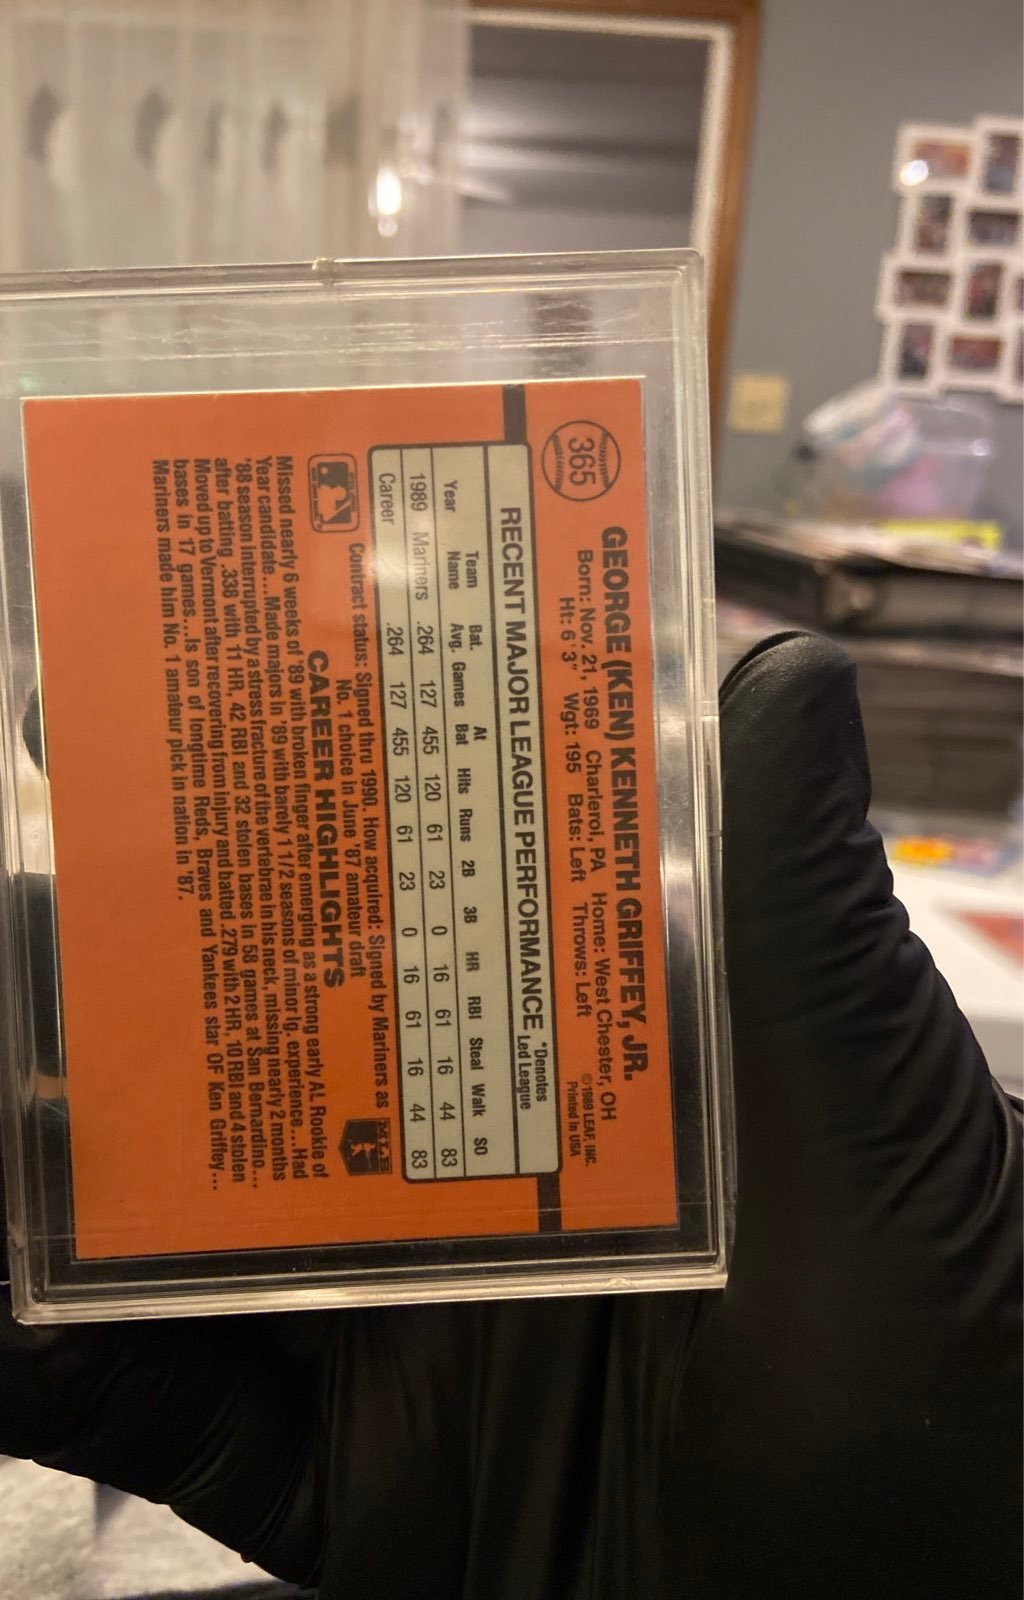 365
GEORGE (KEN) KENNETH GRIFFEY, JR.
Born: Nov. 21, 1969 Charleroi, PA Home: West Chester, OH
Ht: 6'3" Wgt: 195 Bats: Left Throws: Left
©1989 LEAF, INC.
Printed in USA
RECENT MAJOR LEAGUE PERFORMANCE
*Denotes
Led League
Year Team Name Bat. Avg. Games At Bat Hits Runs 2B 3B HR RBI Steal Walk SO
1989 Mariners .264 127 455 120 61 23 0 16 61 16 44 83
Career .264 127 455 120 61 23 0 16 61 16 44 83
Contract status: Signed thru 1990. How acquired: Signed by Mariners as
No. 1 choice in June '87 amateur draft
MLB
CAREER HIGHLIGHTS
Missed nearly 6 weeks of '89 with broken finger after emerging as a strong early AL Rookie of
Year candidate...Made majors in '89 with barely 1 1/2 seasons of minor lg. experience...Had
'88 season interrupted by a stress fracture of the vertebrae in his neck, missing nearly 2 months
after batting .338 with 11 HR, 42 RBI and 32 stolen bases in 58 games at San Bernardino...
Moved up to Vermont after recovering from injury and batted .279 with 2 HR, 10 RBI and 4 stolen
bases in 17 games...Is son of longtime Reds, Braves and Yankees star OF Ken Griffey...
Mariners made him No. 1 amateur pick in nation in '87.